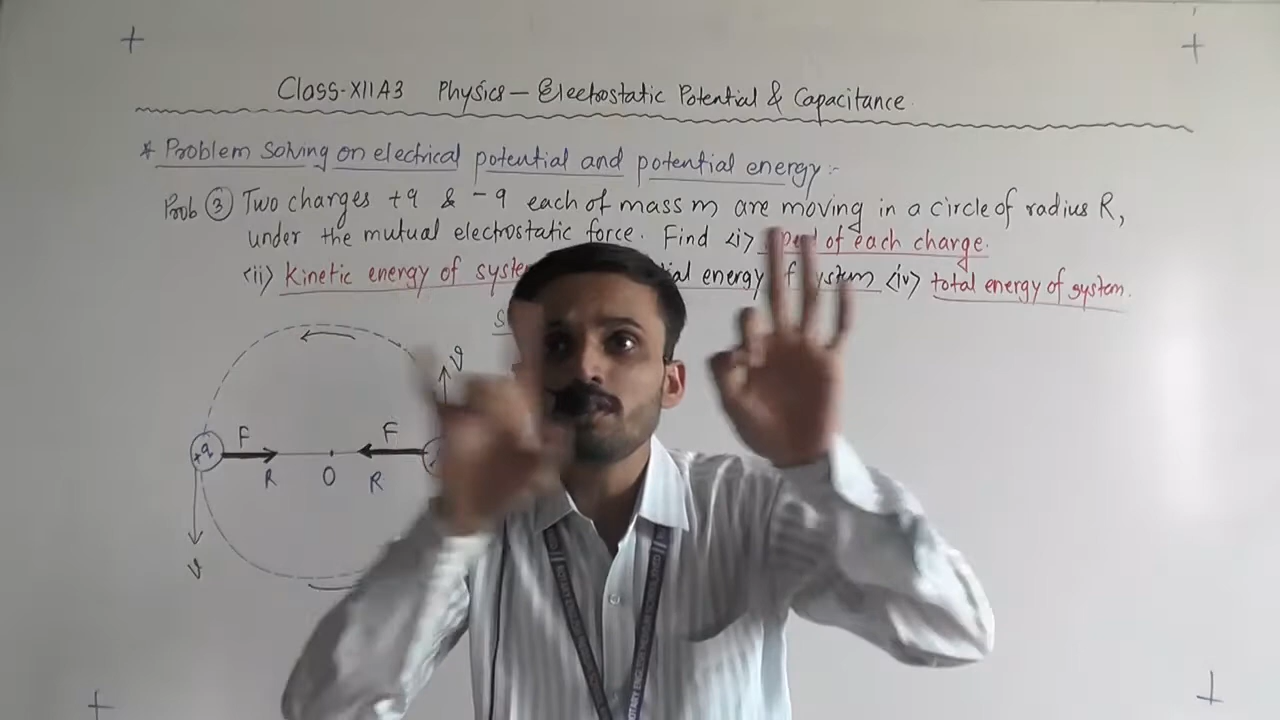 Class-XII A3 Physics — Electrostatic Potential & Capacitance
* Problem solving on electrical potential and potential energy :-
Prob ③ Two charges +q & -q each of mass m are moving in a circle of radius R,
under the mutual electrostatic force. Find <i> of each charge.
<ii> Kinetic energy of energy system <iv> total energy of system.
v
F F
+q
R O R
v